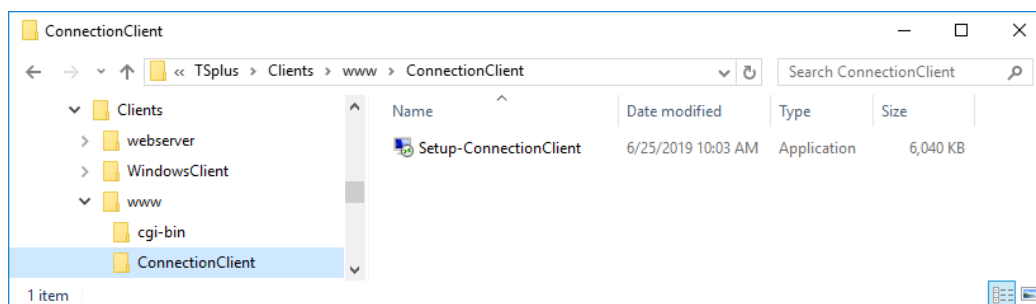 ConnectionClient
« TSplus > Clients > www > ConnectionClient
Search ConnectionClient
Clients
webserver
WindowsClient
www
cgi-bin
ConnectionClient
Name Date modified Type Size
Setup-ConnectionClient 6/25/2019 10:03 AM Application 6,040 KB
1 item